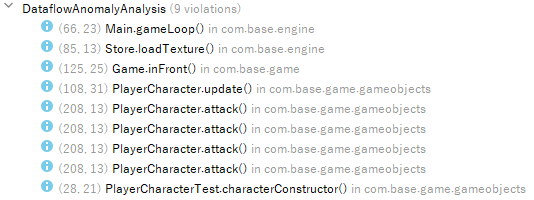 DataflowAnomalyAnalysis (9 violations)
(66, 23) Main.gameLoop() in com.base.engine
(85, 13) Store.loadTexture() in com.base.engine
(125, 25) Game.inFront() in com.base.game
(108, 31) PlayerCharacter.update() in com.base.game.gameobjects
(208, 13) PlayerCharacter.attack() in com.base.game.gameobjects
(208, 13) PlayerCharacter.attack() in com.base.game.gameobjects
(208, 13) PlayerCharacter.attack() in com.base.game.gameobjects
(208, 13) PlayerCharacter.attack() in com.base.game.gameobjects
(28, 21) PlayerCharacterTest.characterConstructor() in com.base.game.gameobjects